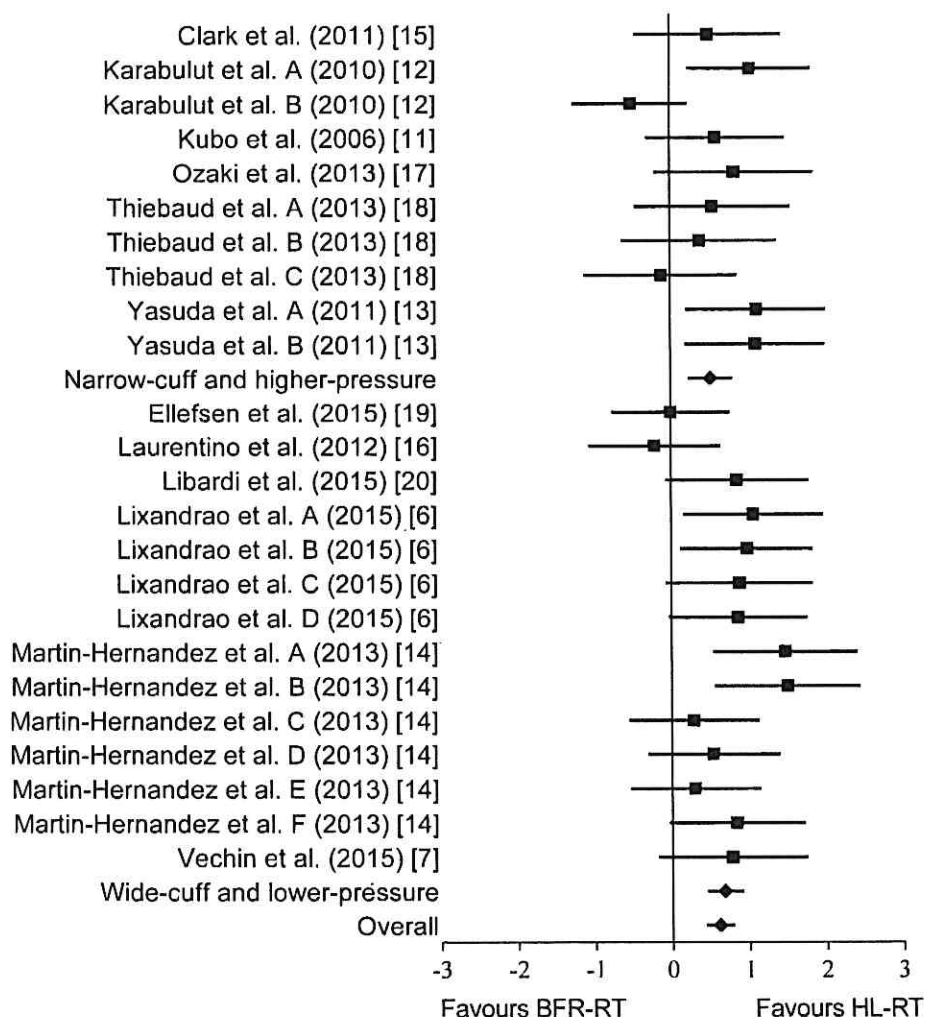 Clark et al. (2011) [15]
Karabulut et al. A (2010) [12]
Karabulut et al. B (2010) [12]
Kubo et al. (2006) [11]
Ozaki et al. (2013) [17]
Thiebaud et al. A (2013) [18]
Thiebaud et al. B (2013) [18]
Thiebaud et al. C (2013) [18]
Yasuda et al. A (2011) [13]
Yasuda et al. B (2011) [13]
Narrow-cuff and higher-pressure
Ellefsen et al. (2015) [19]
Laurentino et al. (2012) [16]
Libardi et al. (2015) [20]
Lixandrao et al. A (2015) [6]
Lixandrao et al. B (2015) [6]
Lixandrao et al. C (2015) [6]
Lixandrao et al. D (2015) [6]
Martin-Hernandez et al. A (2013) [14]
Martin-Hernandez et al. B (2013) [14]
Martin-Hernandez et al. C (2013) [14]
Martin-Hernandez et al. D (2013) [14]
Martin-Hernandez et al. E (2013) [14]
Martin-Hernandez et al. F (2013) [14]
Vechin et al. (2015) [7]
Wide-cuff and lower-pressure
Overall
-3 -2 -1 0 1 2 3
Favours BFR-RT Favours HL-RT